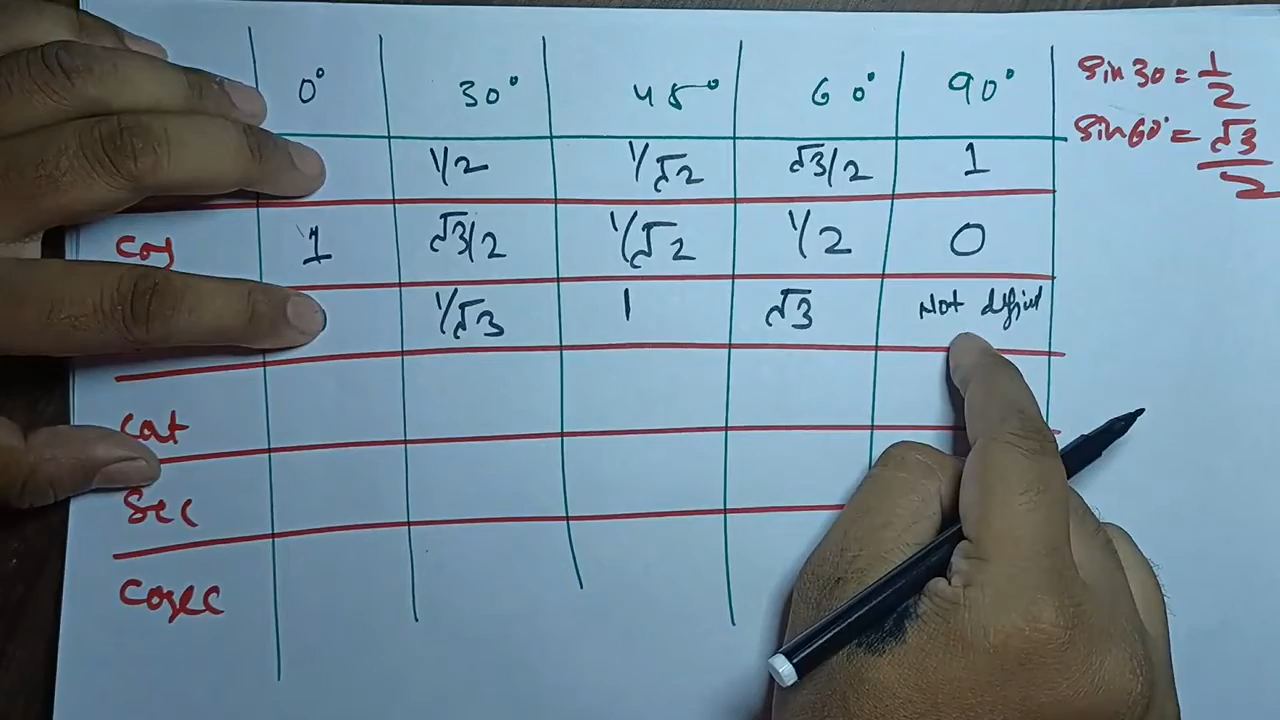 0° 30° 45° 60° 90°
1/2 1/√2 √3/2 1
cos 1 √3/2 1/√2 1/2 0
1/√3 1 √3 Not defined
cot
Sec
cosec
Sin 30 = 1/2
Sin 60° = √3/2